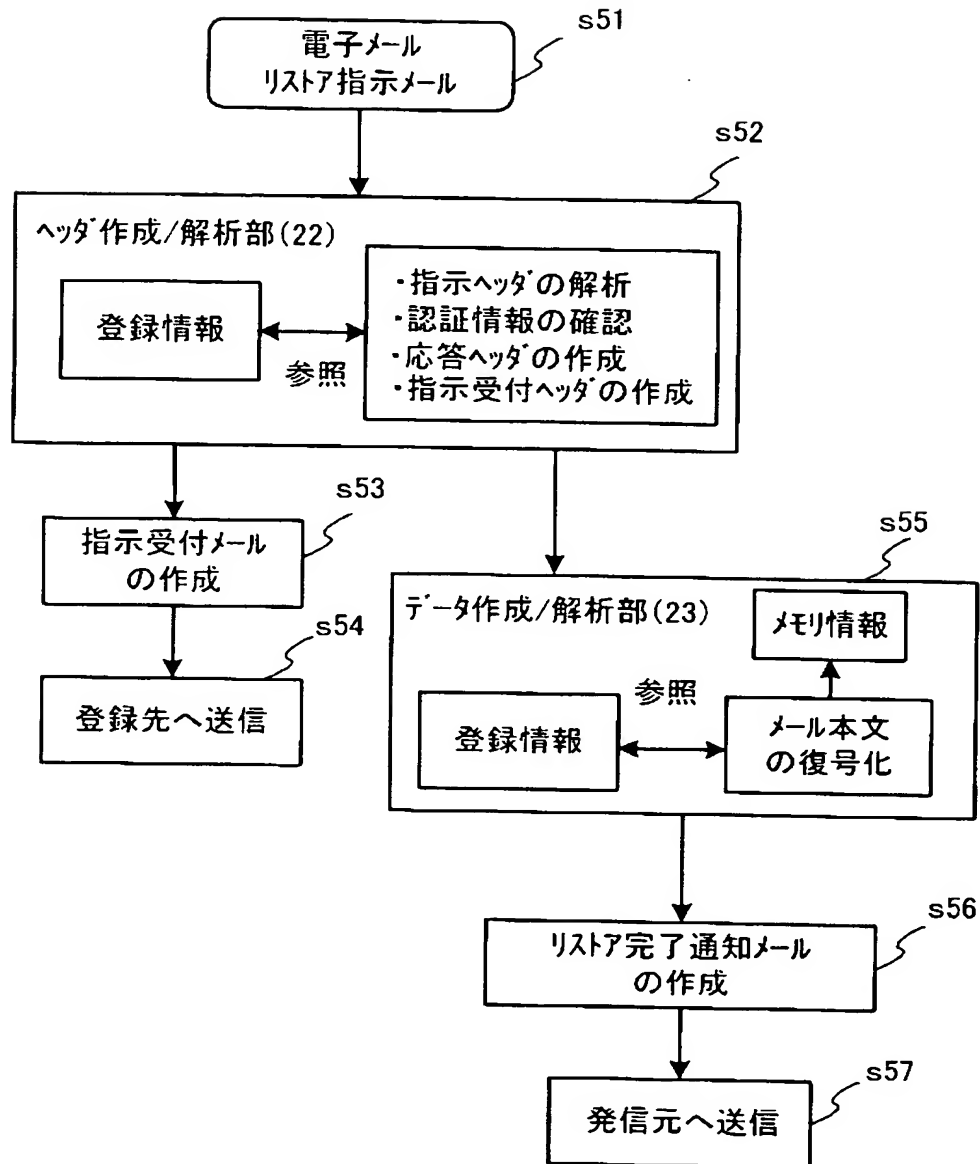 s51
電子メール
リストア指示メール
s52
ヘッダ作成/解析部(22)
登録情報
参照
・指示ヘッダの解析
・認証情報の確認
・応答ヘッダの作成
・指示受付ヘッダの作成
s53
指示受付メール
の作成
s54
登録先へ送信
s55
データ作成/解析部(23)
メモリ情報
参照
登録情報
メール本文
の復号化
s56
リストア完了通知メール
の作成
s57
発信元へ送信